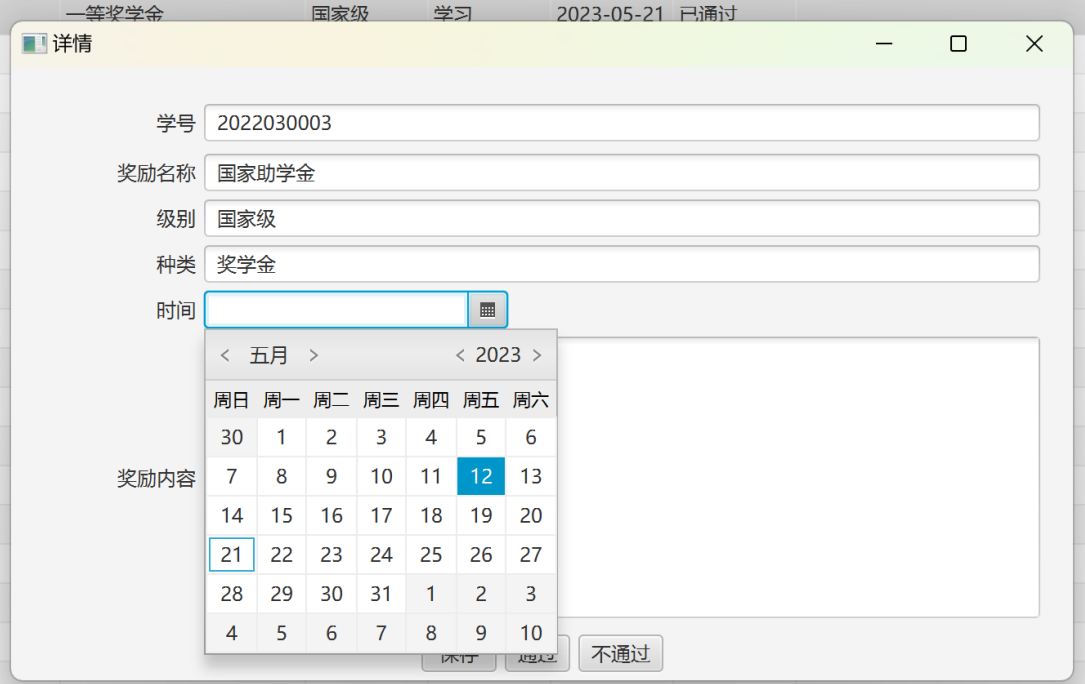 一等奖学金 国家级 学习 2023-05-21 已通过
详情
学号 2022030003
奖励名称 国家助学金
级别 国家级
种类 奖学金
时间
< 五月 > < 2023 >
周日 周一 周二 周三 周四 周五 周六
30 1 2 3 4 5 6
7 8 9 10 11 12 13
奖励内容
14 15 16 17 18 19 20
21 22 23 24 25 26 27
28 29 30 31 1 2 3
4 5 6 7 8 9 10
保存 通过 不通过